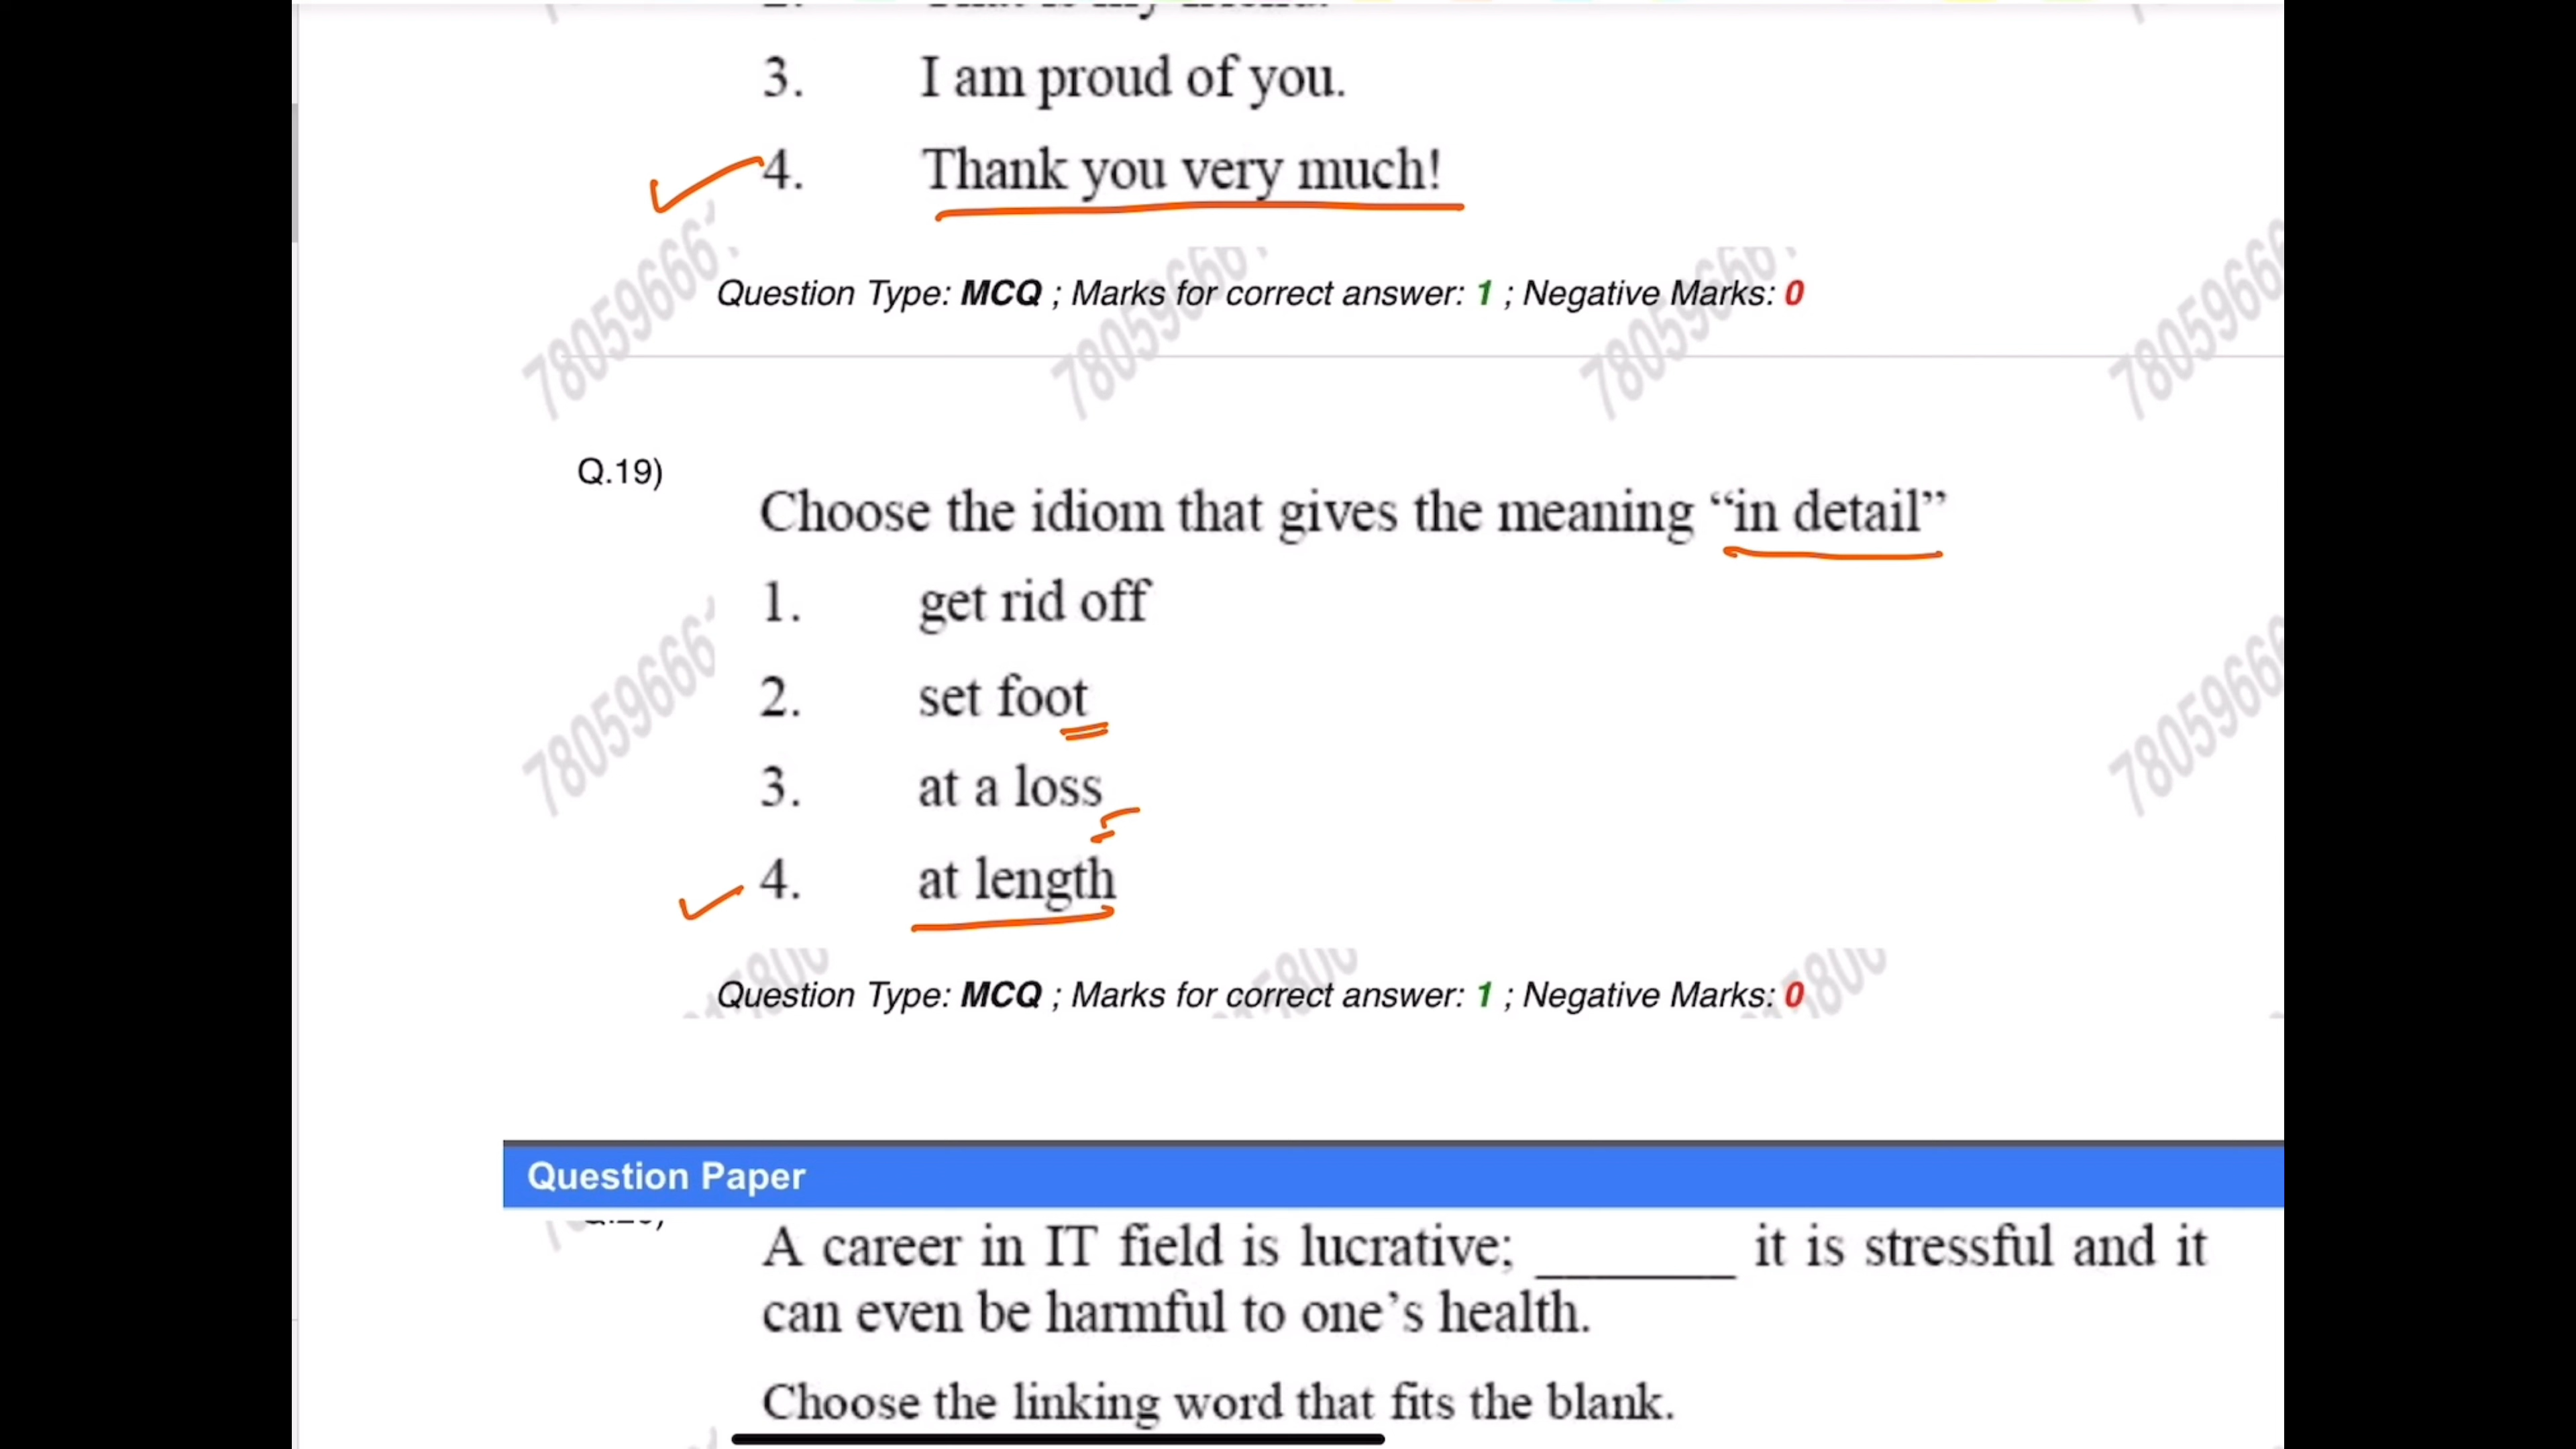 3. I am proud of you.
4. Thank you very much!
Question Type: MCQ ; Marks for correct answer: 1 ; Negative Marks: 0
Q.19)
Choose the idiom that gives the meaning “in detail”
1. get rid off
2. set foot
3. at a loss
4. at length
Question Type: MCQ ; Marks for correct answer: 1 ; Negative Marks: 0
Question Paper
A career in IT field is lucrative; _______ it is stressful and it
can even be harmful to one’s health.
Choose the linking word that fits the blank.